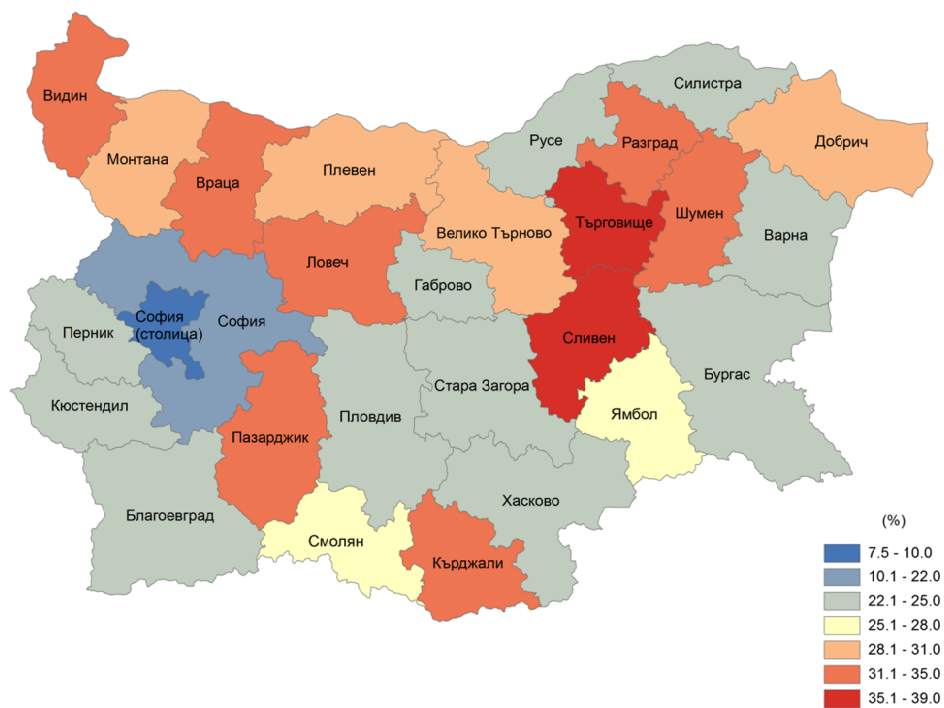 Силистра
Видин
Русе
Добрич
Разград
Монтана
Плевен
Враца
Шумен
Търговище
Велико Търново
Варна
Ловеч
Габрово
София
(столица)
София
Перник
Сливен
Бургас
Стара Загора
Кюстендил
Пловдив
Ямбол
Пазарджик
Хасково
Благоевград
Смолян
Кърджали
(%)
7.5 - 10.0
10.1 - 22.0
22.1 - 25.0
25.1 - 28.0
28.1 - 31.0
31.1 - 35.0
35.1 - 39.0